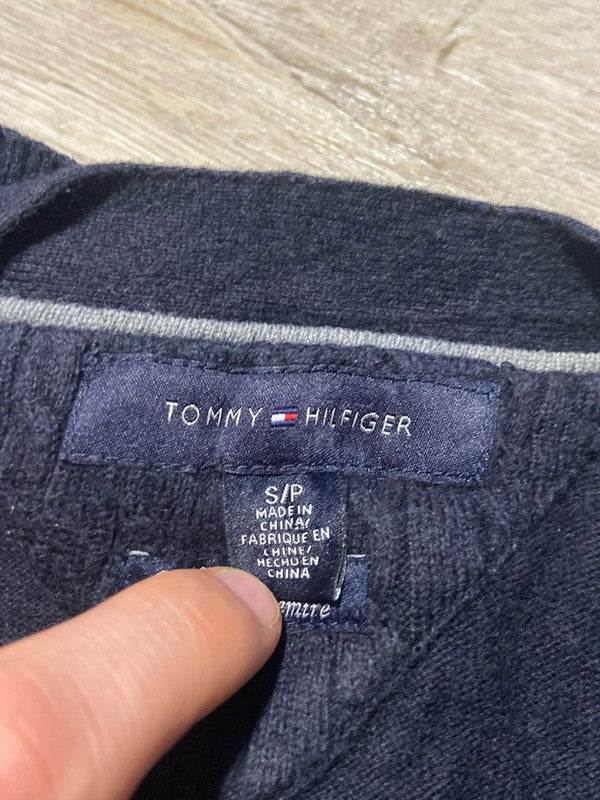 TOMMY HILFIGER
S/P
MADE IN
CHINA/
FABRIQUE EN
CHINE/
HECHO EN
CHINA